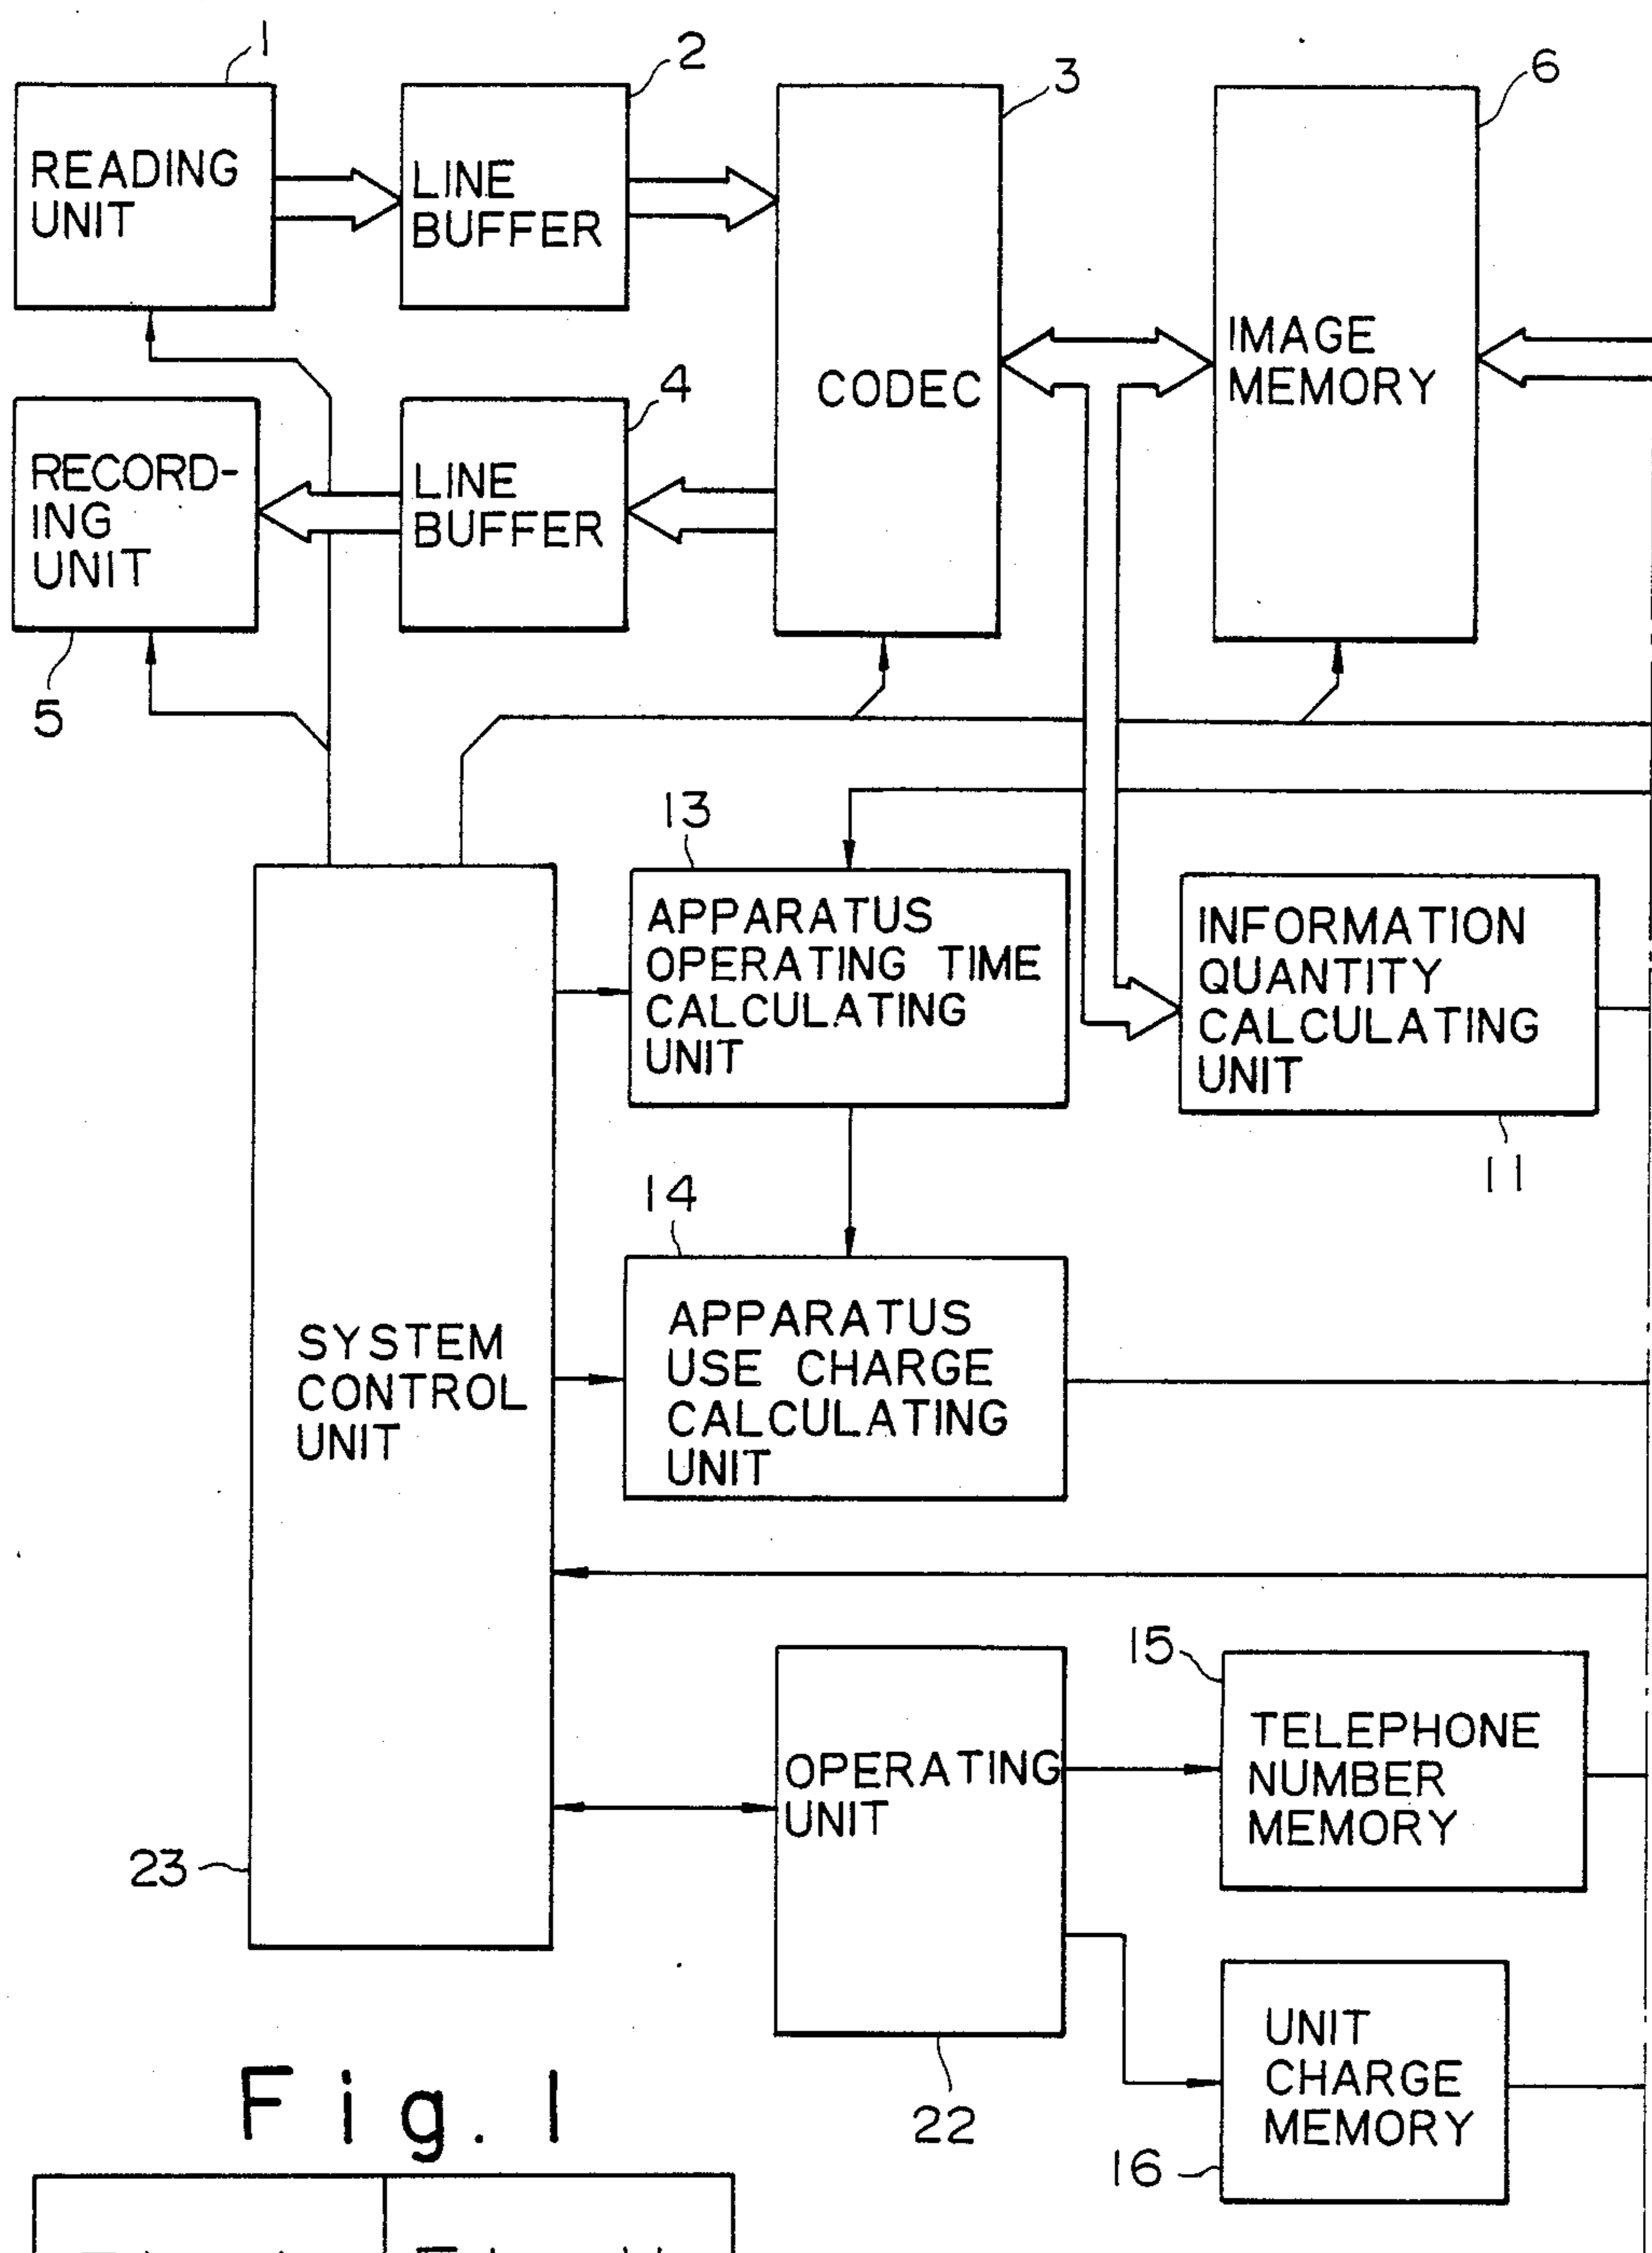 1
2
3
6
READING
UNIT
LINE
BUFFER
CODEC
IMAGE
MEMORY
4
RECORD-
ING
UNIT
LINE
BUFFER
5
13
APPARATUS
OPERATING TIME
CALCULATING
UNIT
INFORMATION
QUANTITY
CALCULATING
UNIT
11
14
SYSTEM
CONTROL
UNIT
APPARATUS
USE CHARGE
CALCULATING
UNIT
15
OPERATING
UNIT
TELEPHONE
NUMBER
MEMORY
23
UNIT
CHARGE
MEMORY
22
16
Fig. 1